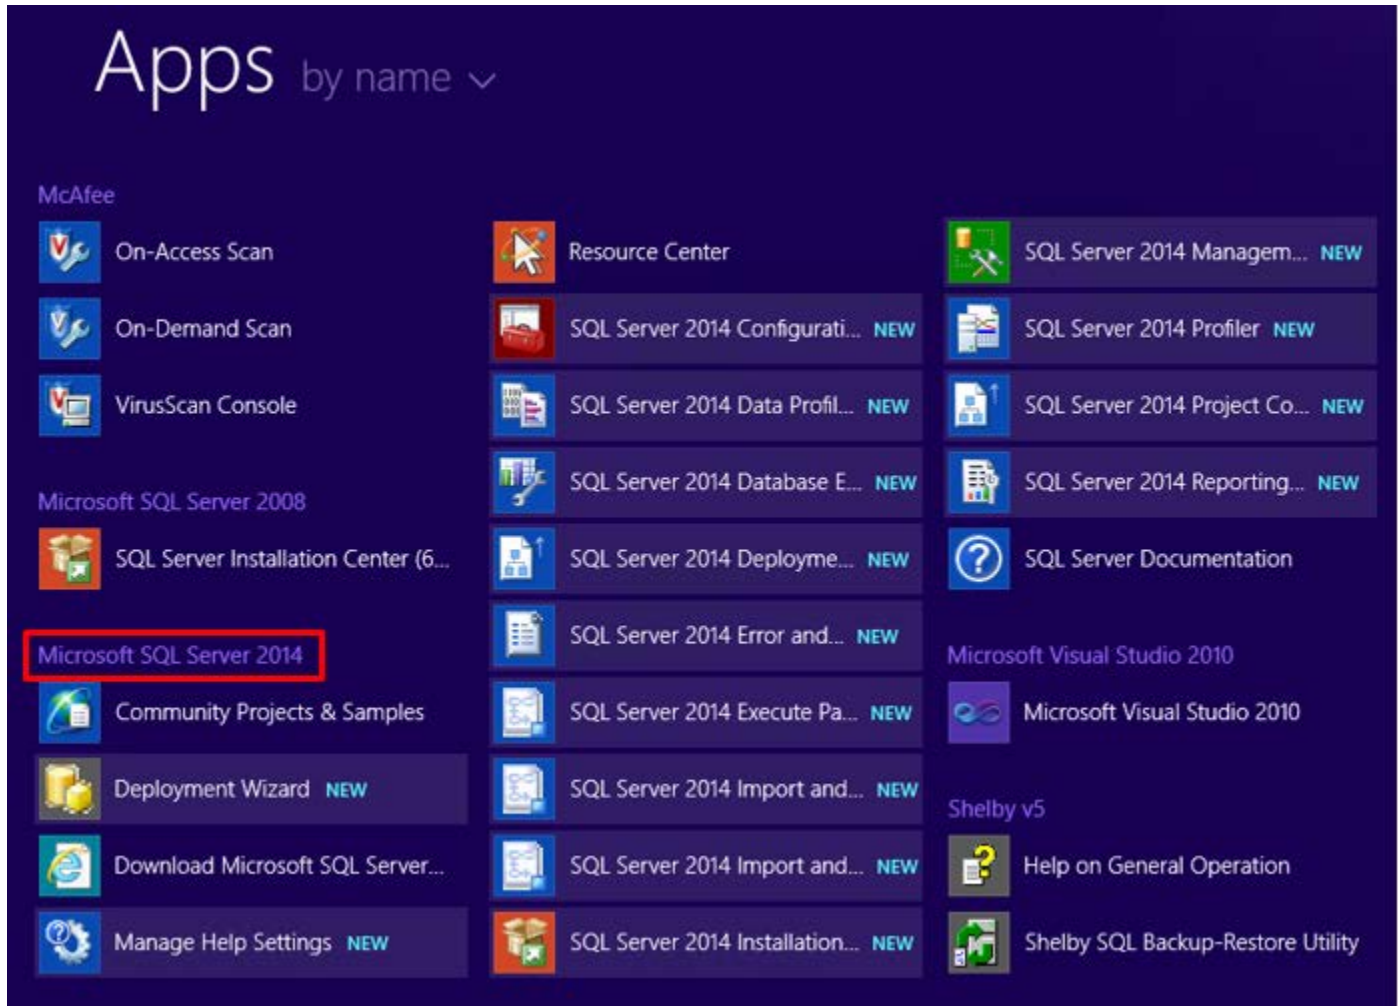 Apps by name
McAfee
On-Access Scan
On-Demand Scan
VirusScan Console
Microsoft SQL Server 2008
SQL Server Installation Center (6...
Microsoft SQL Server 2014
Community Projects & Samples
Deployment Wizard NEW
Download Microsoft SQL Server...
Manage Help Settings NEW
Resource Center
SQL Server 2014 Configurati... NEW
SQL Server 2014 Data Profil... NEW
SQL Server 2014 Database E... NEW
SQL Server 2014 Deployme... NEW
SQL Server 2014 Error and... NEW
SQL Server 2014 Execute Pa... NEW
SQL Server 2014 Import and... NEW
SQL Server 2014 Import and... NEW
SQL Server 2014 Installation... NEW
SQL Server 2014 Managem... NEW
SQL Server 2014 Profiler NEW
SQL Server 2014 Project Co... NEW
SQL Server 2014 Reporting... NEW
SQL Server Documentation
Microsoft Visual Studio 2010
Microsoft Visual Studio 2010
Shelby v5
Help on General Operation
Shelby SQL Backup-Restore Utility